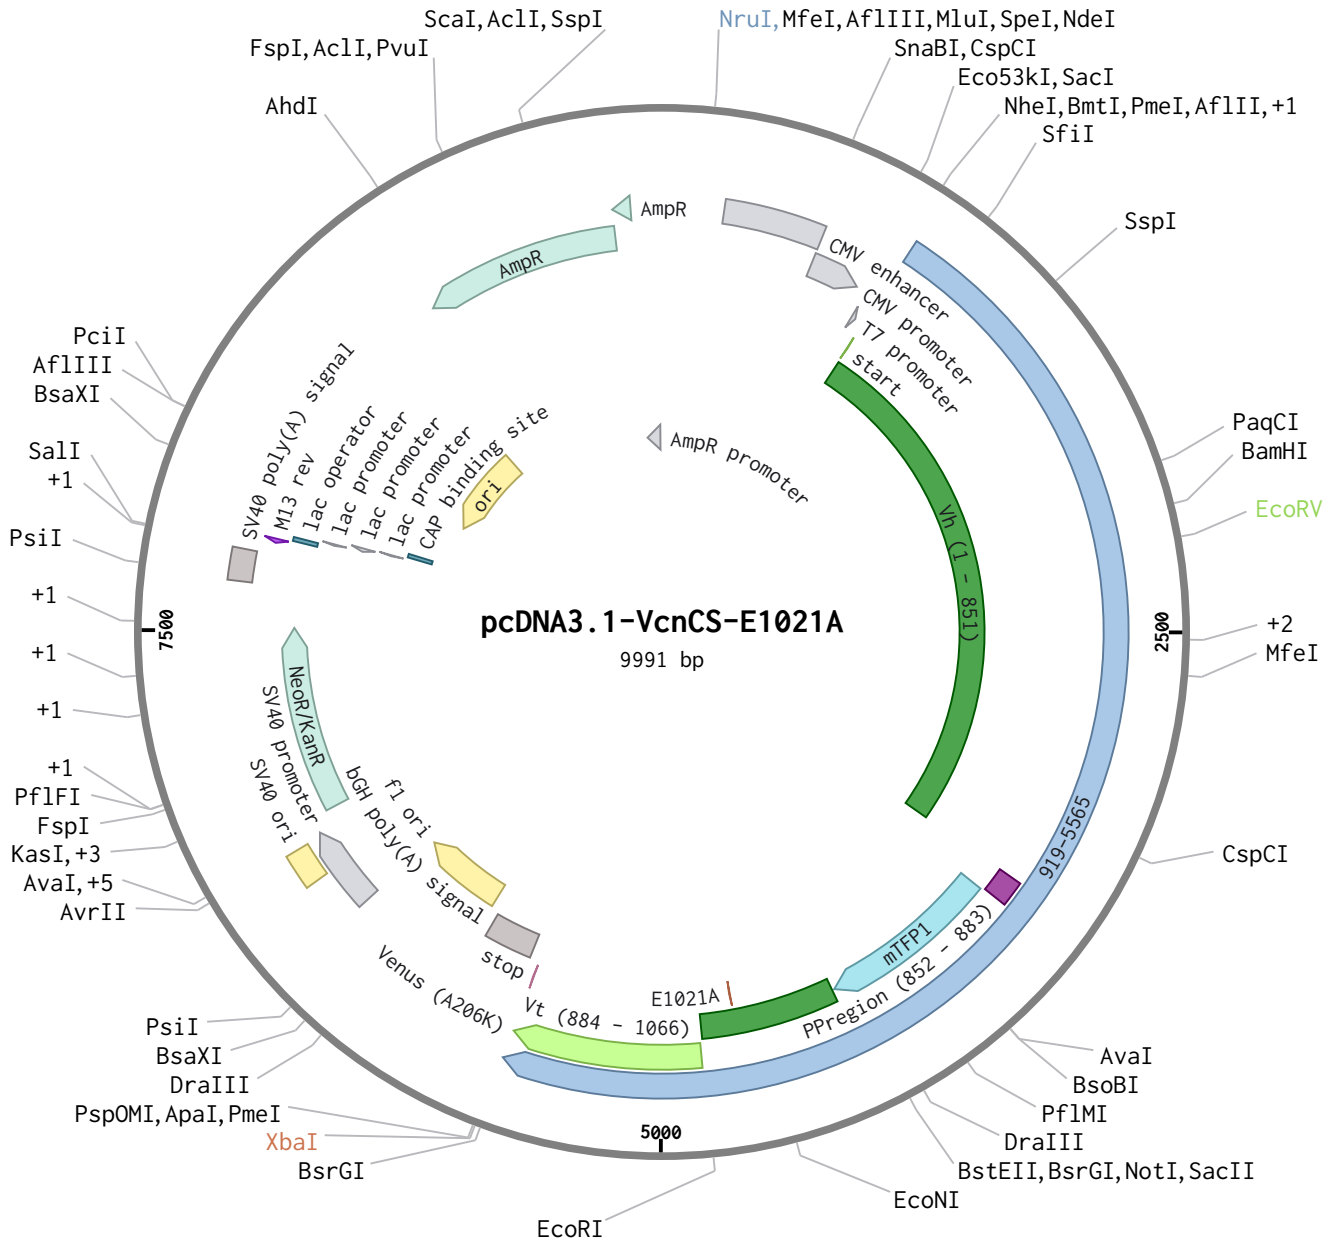 ScaI, AclI, SspI
NruI, MfeI, AflIII, MluI, SpeI, NdeI
FspI, AclI, PvuI
SnaBI, CspCI
Eco53kI, SacI
AhdI
NheI, BmtI, PmeI, AflII, +1
SfiI
SspI
AmpR
AmpR
CMV enhancer
CMV promoter
T7 promoter
start
PciI
AflIII
BsaXI
SalI
+1
PsiI
+1
+1
+1
+1
PflFI
FspI
KasI, +3
AvaI, +5
AvrII
PaqCI
BamHI
EcoRV
+2
MfeI
CspCI
SV40 poly(A) signal
M13 rev
lac operator
lac promoter
lac promoter
lac promoter
CAP binding site
ori
AmpR promoter
Vh (1 - 851)
7500
2500
pcDNA3.1-VcnCS-E1021A
9991 bp
NeoR/KanR
SV40 promoter
SV40 ori
f1 ori
bGH poly(A) signal
stop
919-5565
mTFP1
PPregion (852 - 883)
E1021A
Vt (884 - 1066)
Venus (A206K)
5000
PsiI
BsaXI
DraIII
PspOMI, ApaI, PmeI
XbaI
BsrGI
EcoRI
AvaI
BsoBI
PflMI
DraIII
BstEII, BsrGI, NotI, SacII
EcoNI